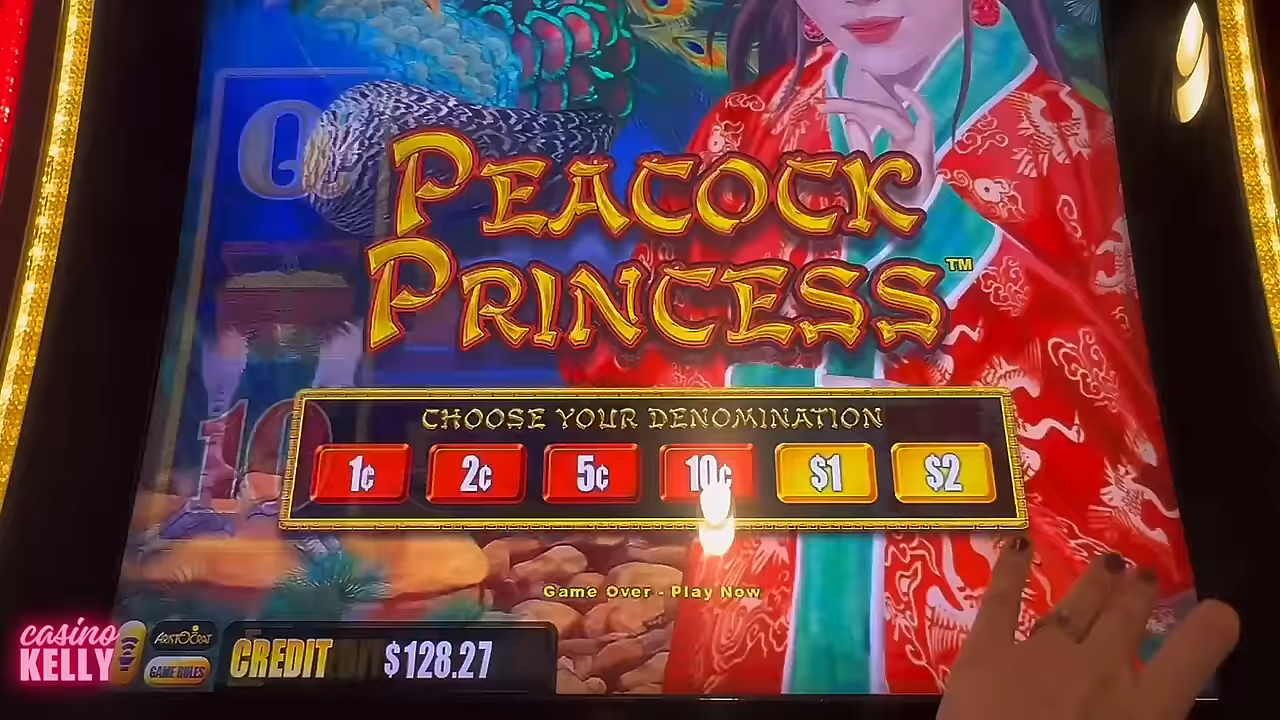 Q
PEACOCK
PRINCESS™
10
CHOOSE YOUR DENOMINATION
1¢ 2¢ 5¢ 10¢ $1 $2
Game Over - Play Now
casino
KELLY
ARISTOCRAT
GAME RULES
CREDIT $128.27